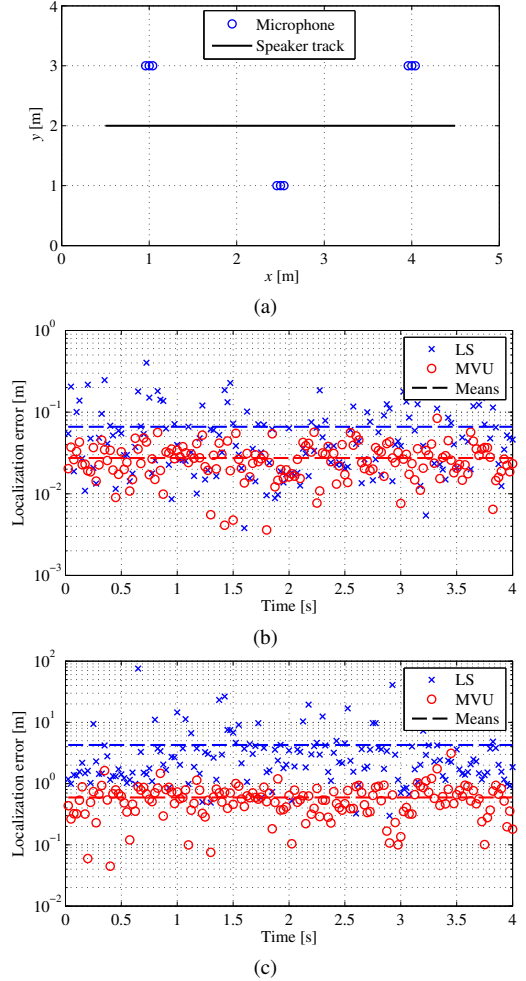 4
3
2
1
0
y [m]
Microphone
Speaker track
0 1 2 3 4 5
x [m]
(a)
10^0
10^-1
10^-2
10^-3
Localization error [m]
LS
MVU
Means
0 0.5 1 1.5 2 2.5 3 3.5 4
Time [s]
(b)
10^2
10^1
10^0
10^-1
10^-2
Localization error [m]
LS
MVU
Means
0 0.5 1 1.5 2 2.5 3 3.5 4
Time [s]
(c)